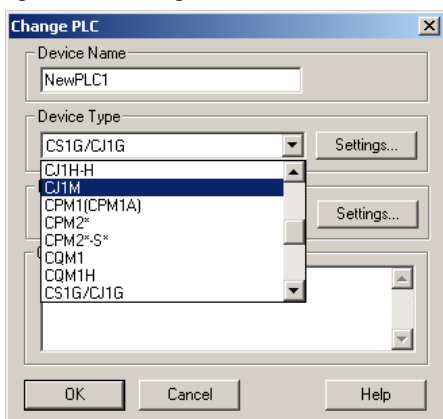 Change PLC
Device Name
NewPLC1
Device Type
CS1G/CJ1G
Settings...
CJ1H-H
CJ1M
CPM1(CPM1A)
CPM2*
Settings...
CPM2*-S*
CQM1
CQM1H
CS1G/CJ1G
OK Cancel Help